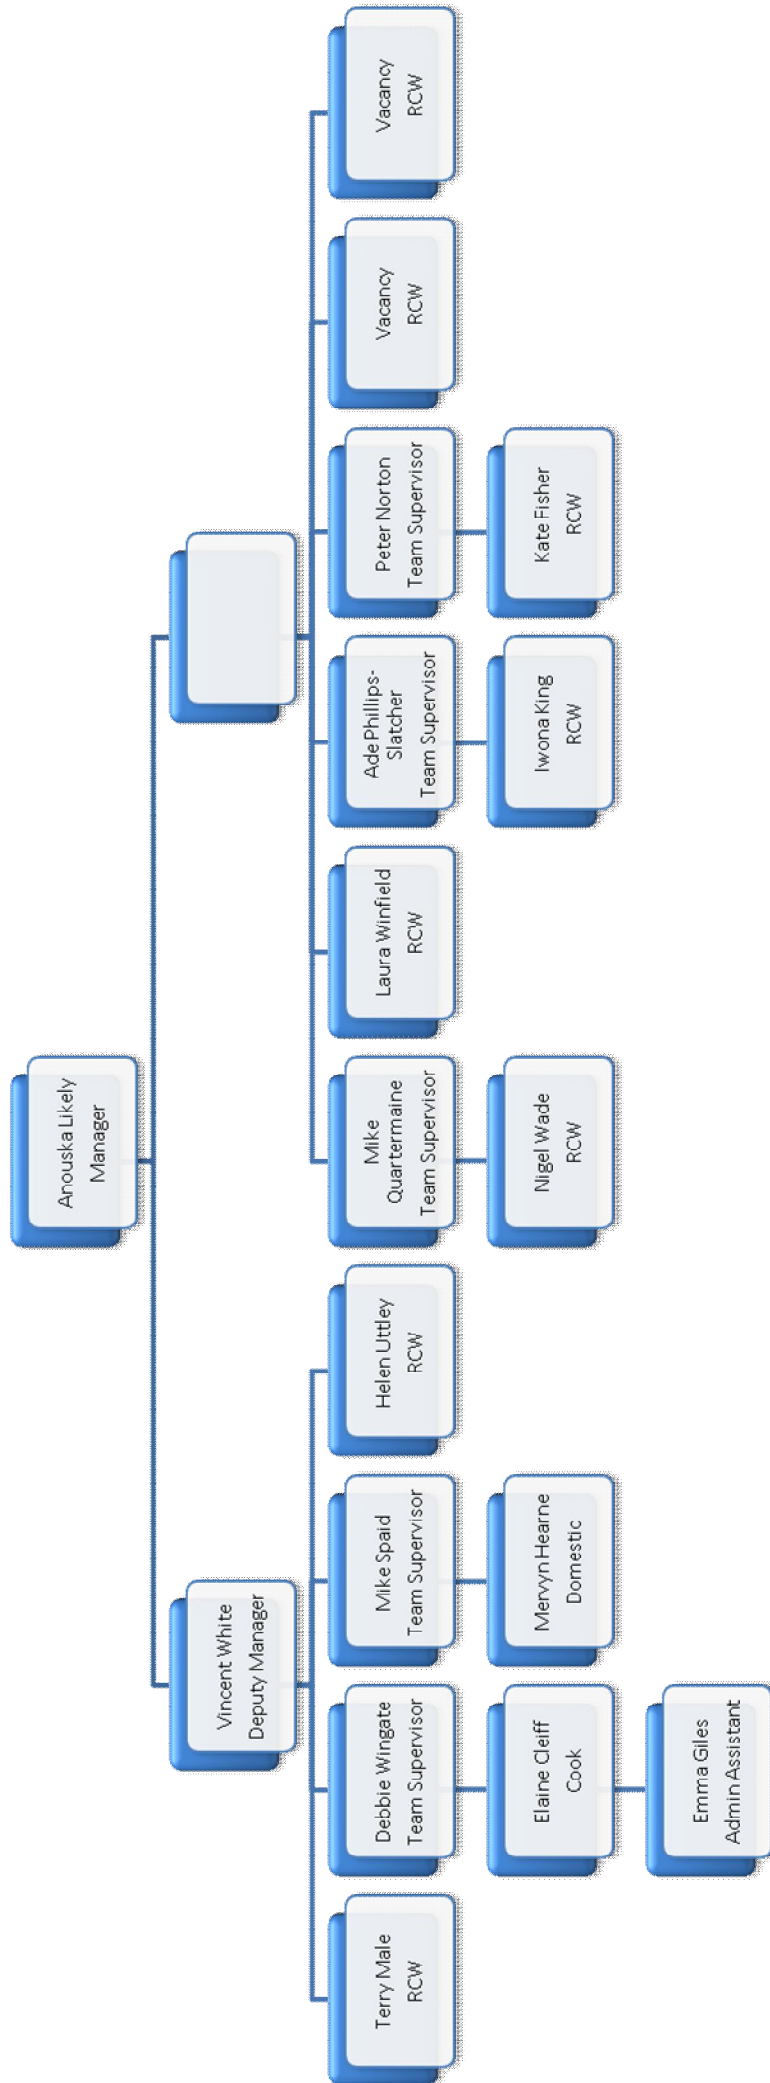 Anouska Likely
Manager
Vincent White
Deputy Manager
Terry Male
RCW
Debbie Wingate
Team Supervisor
Mike Spaid
Team Supervisor
Helen Uttley
RCW
Mike
Quartermaine
Team Supervisor
Laura Winfield
RCW
Ade Phillips-
Slatcher
Team Supervisor
Peter Norton
Team Supervisor
Vacancy
RCW
Vacancy
RCW
Elaine Cleiff
Cook
Mervyn Hearne
Domestic
Nigel Wade
RCW
Iwona King
RCW
Kate Fisher
RCW
Emma Giles
Admin Assistant